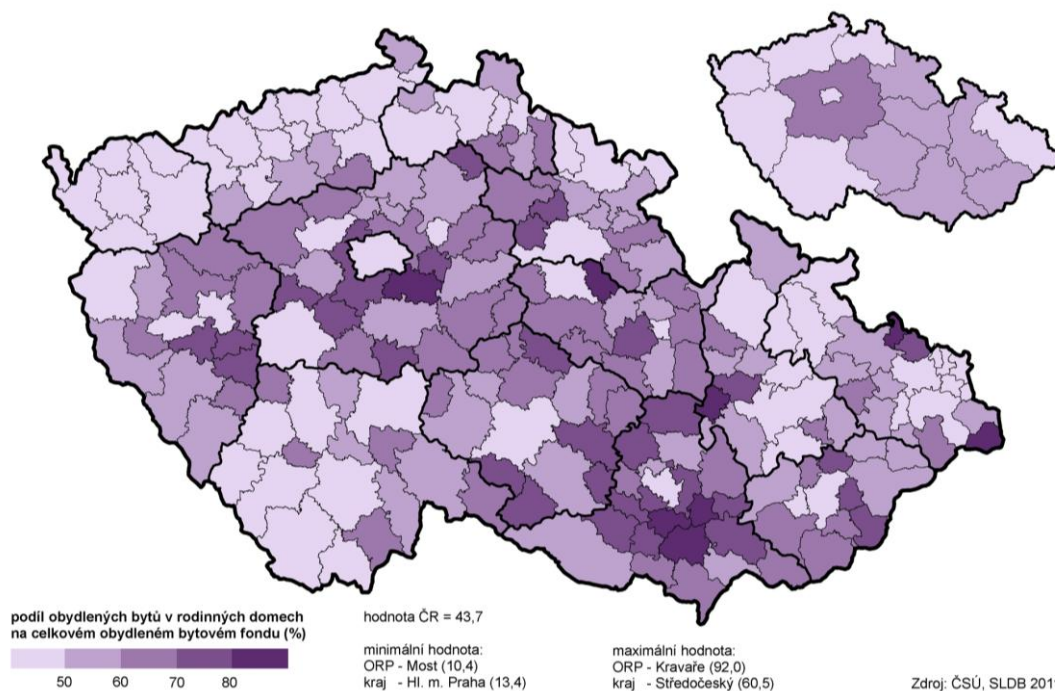 podíl obydlených bytů v rodinných domech
na celkovém obydleném bytovém fondu (%)
50 60 70 80
hodnota ČR = 43,7
minimální hodnota:
ORP - Most (10,4)
kraj - Hl. m. Praha (13,4)
maximální hodnota:
ORP - Kravaře (92,0)
kraj - Středočeský (60,5)
Zdroj: ČSÚ, SLDB 201